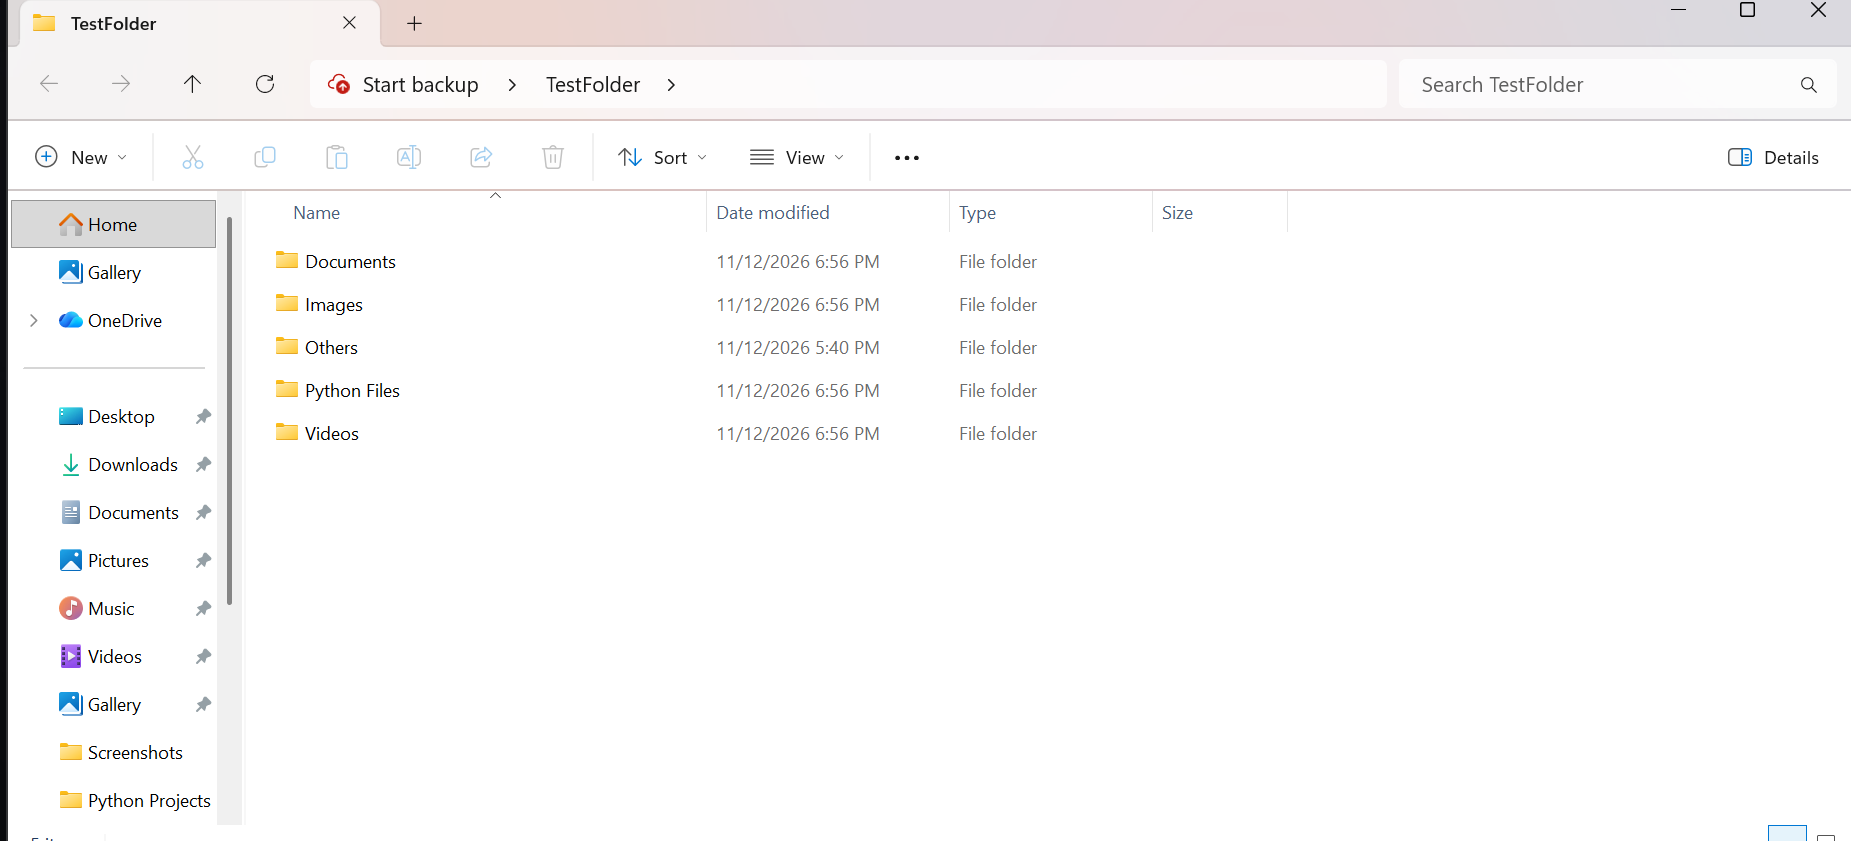 TestFolder
Start backup > TestFolder >
Search TestFolder
New
Sort
View
Details
Home
Gallery
OneDrive
Desktop
Downloads
Documents
Pictures
Music
Videos
Gallery
Screenshots
Python Projects
Name Date modified Type Size
Documents 11/12/2026 6:56 PM File folder
Images 11/12/2026 6:56 PM File folder
Others 11/12/2026 5:40 PM File folder
Python Files 11/12/2026 6:56 PM File folder
Videos 11/12/2026 6:56 PM File folder